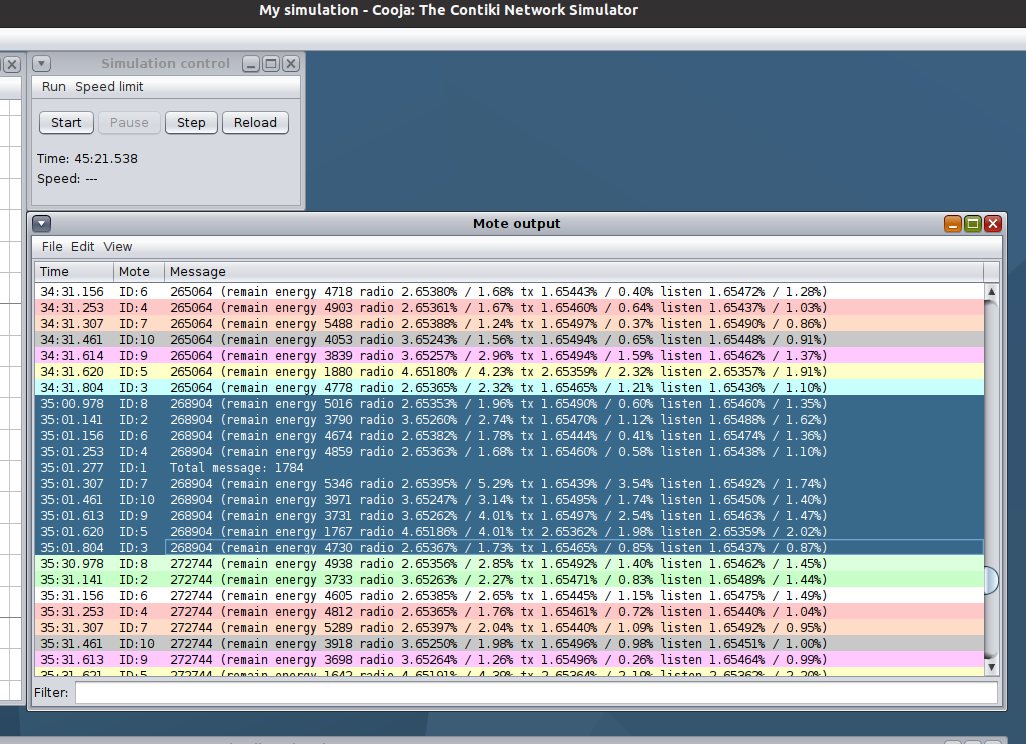 My simulation - Cooja: The Contiki Network Simulator
Simulation control
Run Speed limit
Start Pause Step Reload
Time: 45:21.538
Speed: ---
Mote output
File Edit View
Time Mote Message
34:31.156 ID:6 265064 (remain energy 4718 radio 2.65380% / 1.68% tx 1.65443% / 0.40% listen 1.65472% / 1.28%)
34:31.253 ID:4 265064 (remain energy 4903 radio 2.65361% / 1.67% tx 1.65460% / 0.64% listen 1.65437% / 1.03%)
34:31.307 ID:7 265064 (remain energy 5488 radio 2.65388% / 1.24% tx 1.65497% / 0.37% listen 1.65490% / 0.86%)
34:31.461 ID:10 265064 (remain energy 4053 radio 3.65243% / 1.56% tx 1.65494% / 0.65% listen 1.65448% / 0.91%)
34:31.614 ID:9 265064 (remain energy 3839 radio 3.65257% / 2.96% tx 1.65494% / 1.59% listen 1.65462% / 1.37%)
34:31.620 ID:5 265064 (remain energy 1880 radio 4.65180% / 4.23% tx 2.65359% / 2.32% listen 2.65357% / 1.91%)
34:31.804 ID:3 265064 (remain energy 4778 radio 2.65365% / 2.32% tx 1.65465% / 1.21% listen 1.65436% / 1.10%)
35:00.978 ID:8 268904 (remain energy 5016 radio 2.65353% / 1.96% tx 1.65490% / 0.60% listen 1.65460% / 1.35%)
35:01.141 ID:2 268904 (remain energy 3790 radio 3.65260% / 2.74% tx 1.65470% / 1.12% listen 1.65488% / 1.62%)
35:01.156 ID:6 268904 (remain energy 4674 radio 2.65382% / 1.78% tx 1.65444% / 0.41% listen 1.65474% / 1.36%)
35:01.253 ID:4 268904 (remain energy 4859 radio 2.65363% / 1.68% tx 1.65460% / 0.58% listen 1.65438% / 1.10%)
35:01.277 ID:1 Total message: 1784
35:01.307 ID:7 268904 (remain energy 5346 radio 2.65395% / 5.29% tx 1.65439% / 3.54% listen 1.65492% / 1.74%)
35:01.461 ID:10 268904 (remain energy 3971 radio 3.65247% / 3.14% tx 1.65495% / 1.74% listen 1.65450% / 1.40%)
35:01.613 ID:9 268904 (remain energy 3731 radio 3.65262% / 4.01% tx 1.65497% / 2.54% listen 1.65463% / 1.47%)
35:01.620 ID:5 268904 (remain energy 1767 radio 4.65186% / 4.01% tx 2.65362% / 1.98% listen 2.65359% / 2.02%)
35:01.804 ID:3 268904 (remain energy 4730 radio 2.65367% / 1.73% tx 1.65465% / 0.85% listen 1.65437% / 0.87%)
35:30.978 ID:8 272744 (remain energy 4938 radio 2.65356% / 2.85% tx 1.65492% / 1.40% listen 1.65462% / 1.45%)
35:31.141 ID:2 272744 (remain energy 3733 radio 3.65263% / 2.27% tx 1.65471% / 0.83% listen 1.65489% / 1.44%)
35:31.156 ID:6 272744 (remain energy 4605 radio 2.65385% / 2.65% tx 1.65445% / 1.15% listen 1.65475% / 1.49%)
35:31.253 ID:4 272744 (remain energy 4812 radio 2.65365% / 1.76% tx 1.65461% / 0.72% listen 1.65440% / 1.04%)
35:31.307 ID:7 272744 (remain energy 5289 radio 2.65397% / 2.04% tx 1.65440% / 1.09% listen 1.65492% / 0.95%)
35:31.461 ID:10 272744 (remain energy 3918 radio 3.65250% / 1.98% tx 1.65496% / 0.98% listen 1.65451% / 1.00%)
35:31.613 ID:9 272744 (remain energy 3698 radio 3.65264% / 1.26% tx 1.65496% / 0.26% listen 1.65464% / 0.99%)
35:31.621 ID:5 272744 (remain energy 1642 radio 4.65191% / 4.39% tx 2.65364% / 2.19% listen 2.65362% / 2.20%)
Filter: